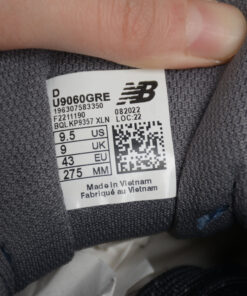 D
U9060GRE
196307583350
F2211190 082022
BQL KP9357 XLN LOC:22
9.5 US
9 UK
43 EU
275 MM
Made in Vietnam
Fabriqué au Vietnam